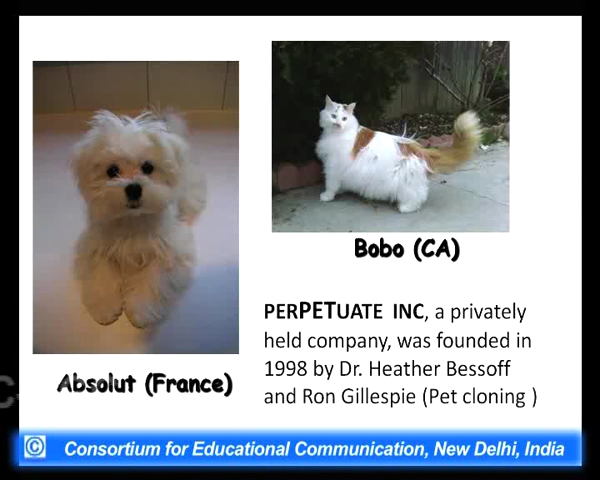 Bobo (CA)
PERPETUATE INC, a privately
held company, was founded in
1998 by Dr. Heather Bessoff
and Ron Gillespie (Pet cloning )
Absolut (France)
© Consortium for Educational Communication, New Delhi, India